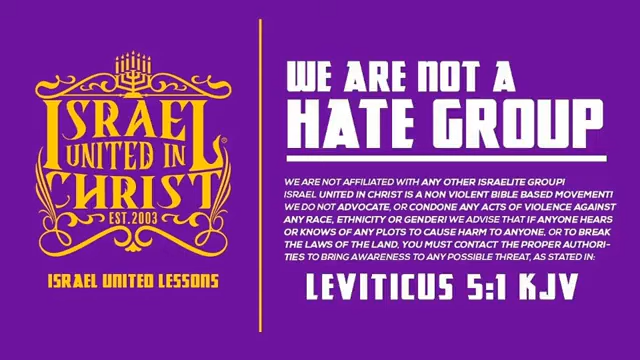 ISRAEL
UNITED IN
CHRIST
EST. 2003
®
ISRAEL UNITED LESSONS
WE ARE NOT A
HATE GROUP
WE ARE NOT AFFILIATED WITH ANY OTHER ISRAELITE GROUP!
ISRAEL UNITED IN CHRIST IS A NON VIOLENT BIBLE BASED MOVEMENT!
WE DO NOT ADVOCATE, OR CONDONE ANY ACTS OF VIOLENCE AGAINST
ANY RACE, ETHNICITY OR GENDER! WE ADVISE THAT IF ANYONE HEARS
OR KNOWS OF ANY PLOTS TO CAUSE HARM TO ANYONE, OR TO BREAK
THE LAWS OF THE LAND, YOU MUST CONTACT THE PROPER AUTHORI-
TIES TO BRING AWARENESS TO ANY POSSIBLE THREAT, AS STATED IN:
LEVITICUS 5:1 KJV